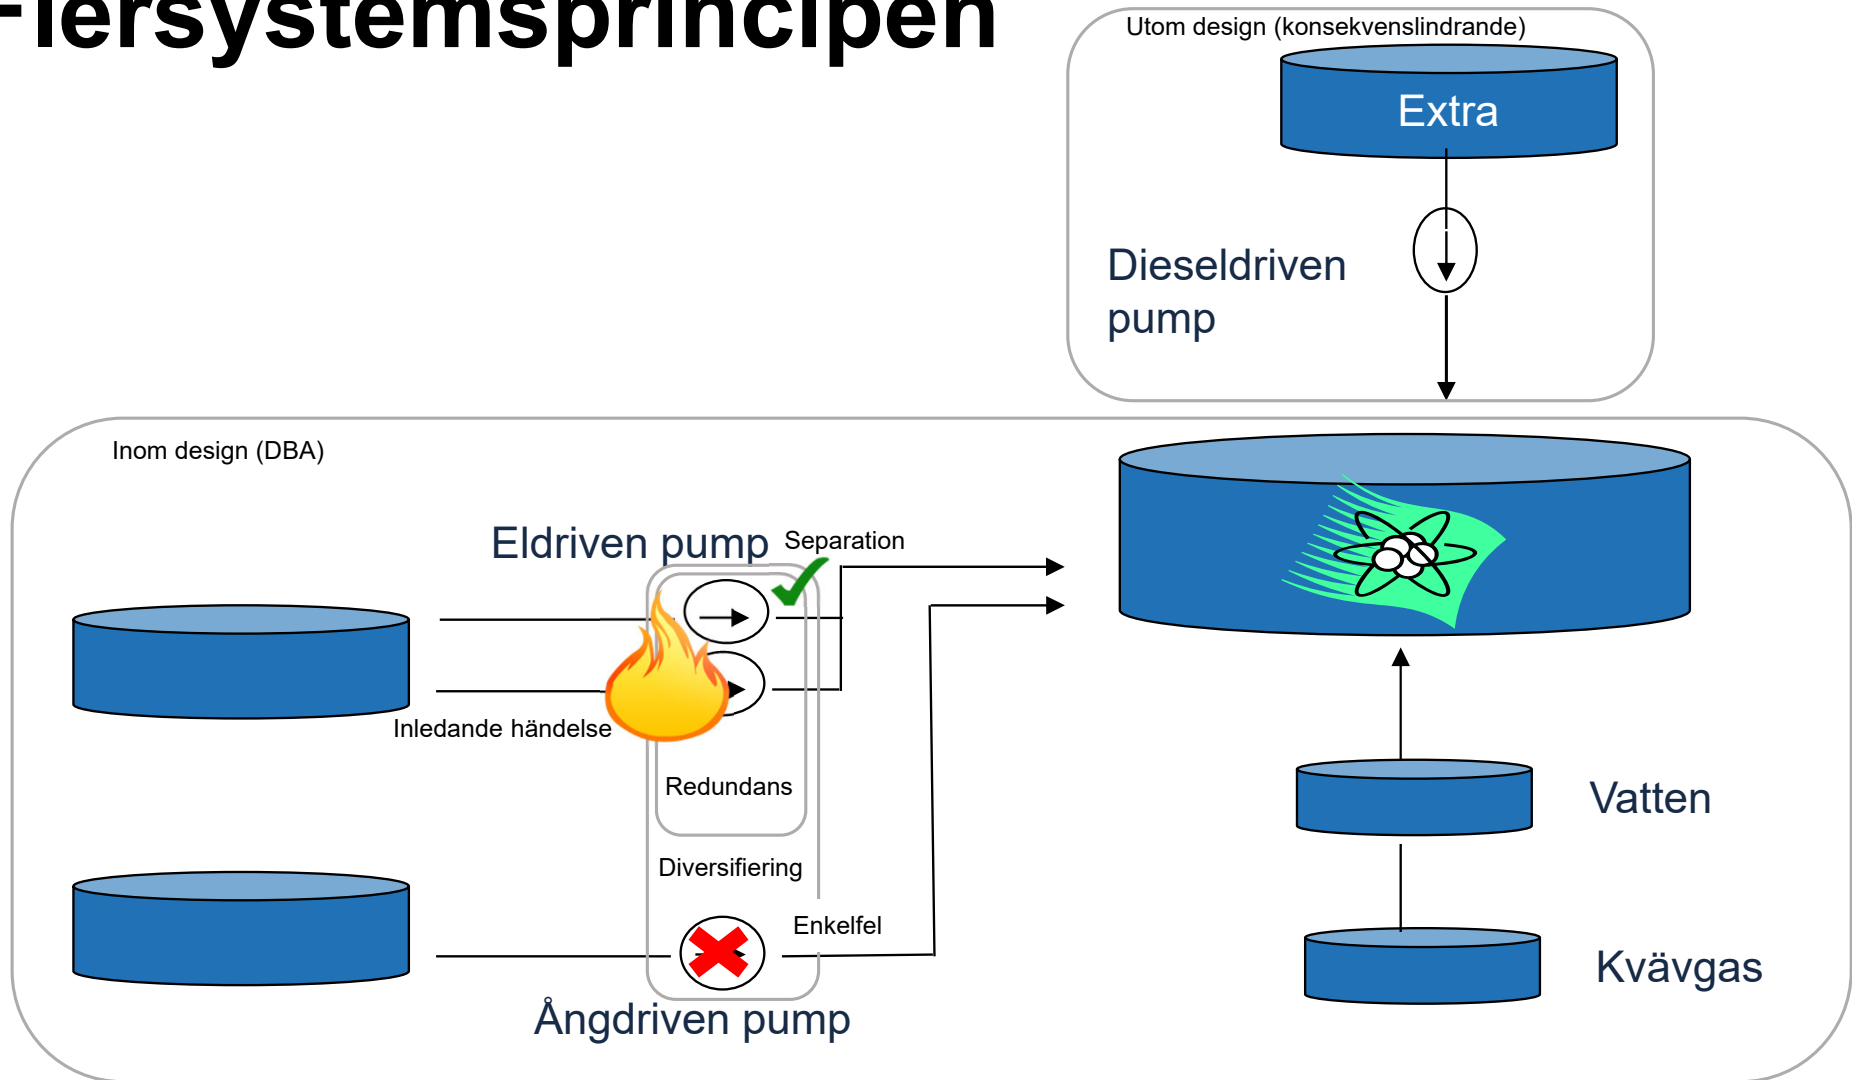 Flersystemsprincipen
Utom design (konsekvenslindrande)
Extra
Dieseldriven
pump
Inom design (DBA)
Eldriven pump
Separation
Inledande händelse
Redundans
Diversifiering
Enkelfel
Ångdriven pump
Vatten
Kvävgas